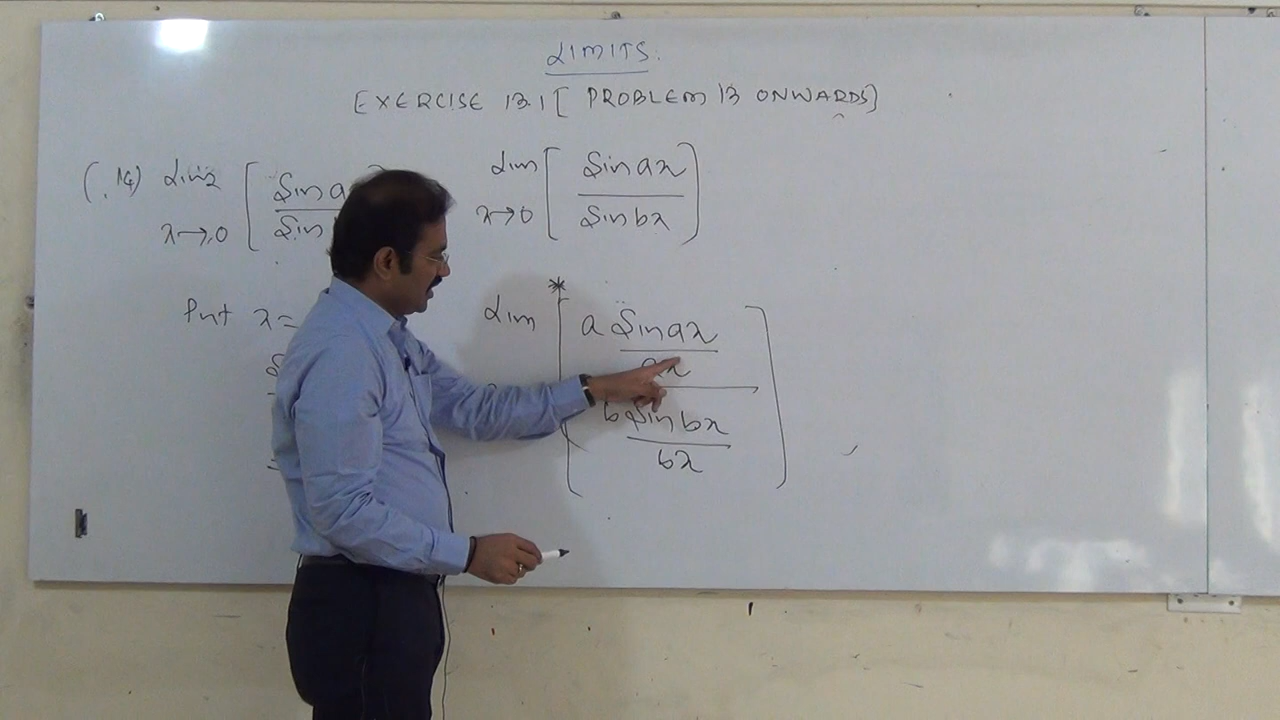 LIMITS.
EXERCISE 13.1 [ PROBLEM 13 ONWARDS]
(14) Lim x→0 [ Sin a / Sin
Lim x→0 [ Sin ax / Sin bx ]
Put x=
Lim [ a Sin ax / ax
b Sin bx / bx ]